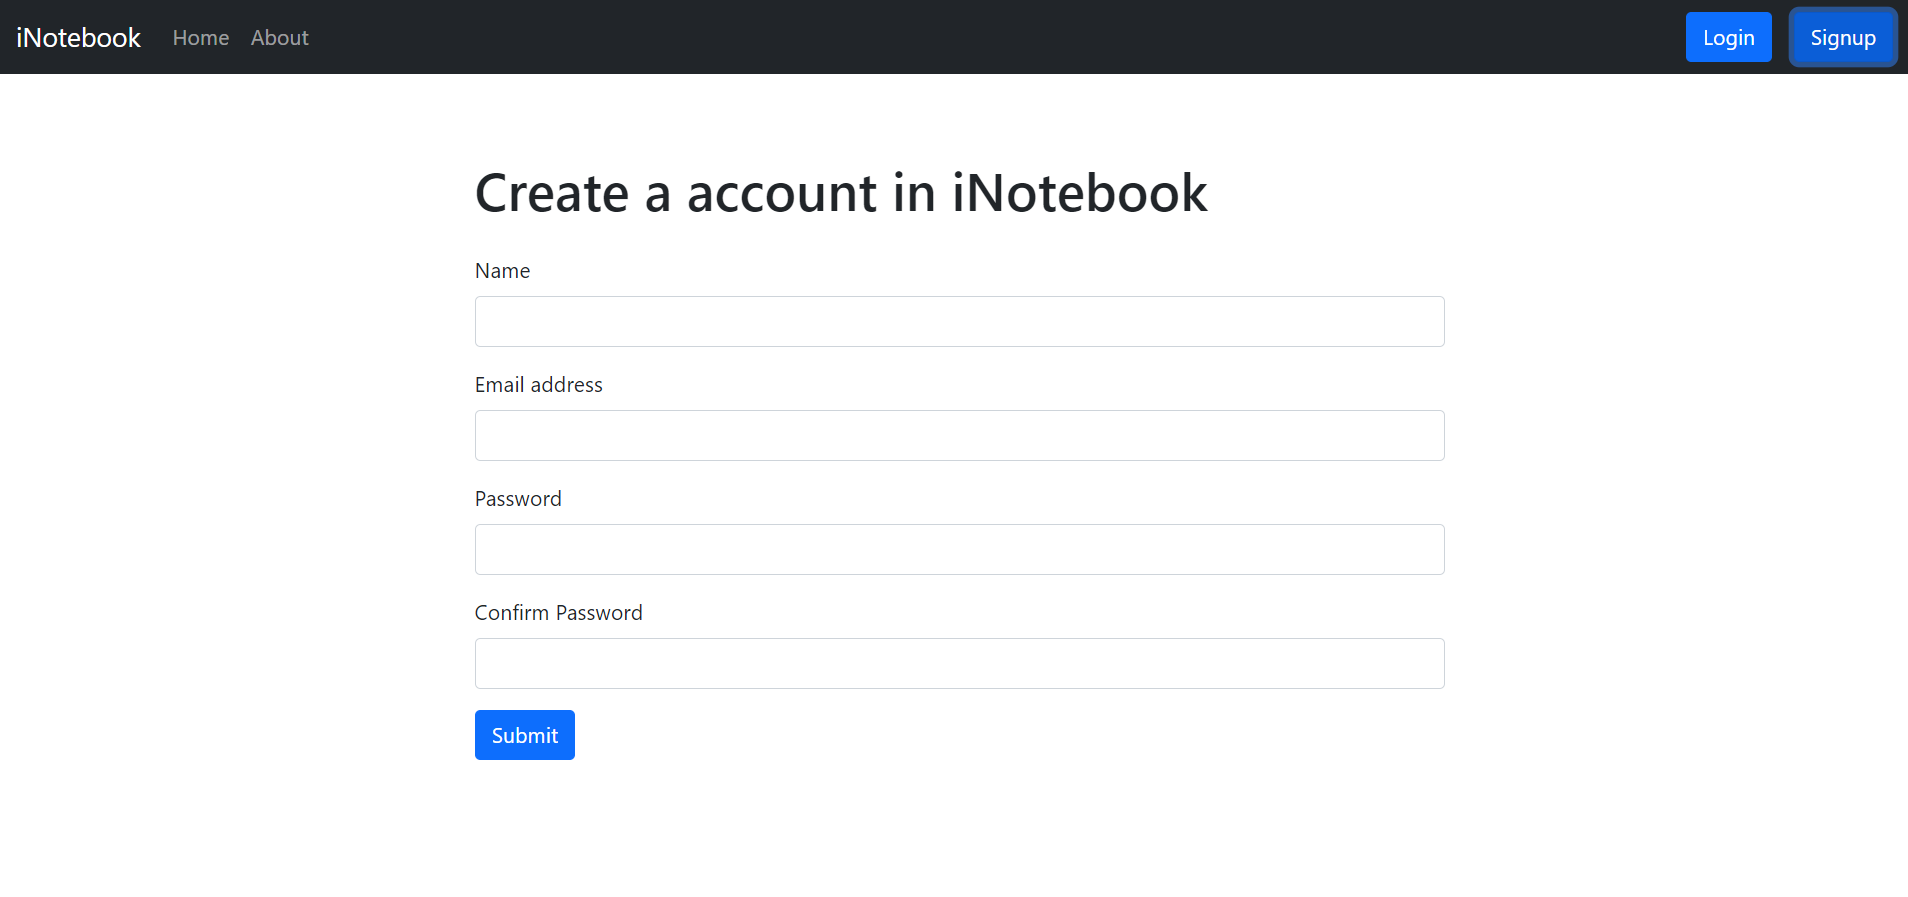 iNotebook Home About Login Signup
Create a account in iNotebook
Name
Email address
Password
Confirm Password
Submit